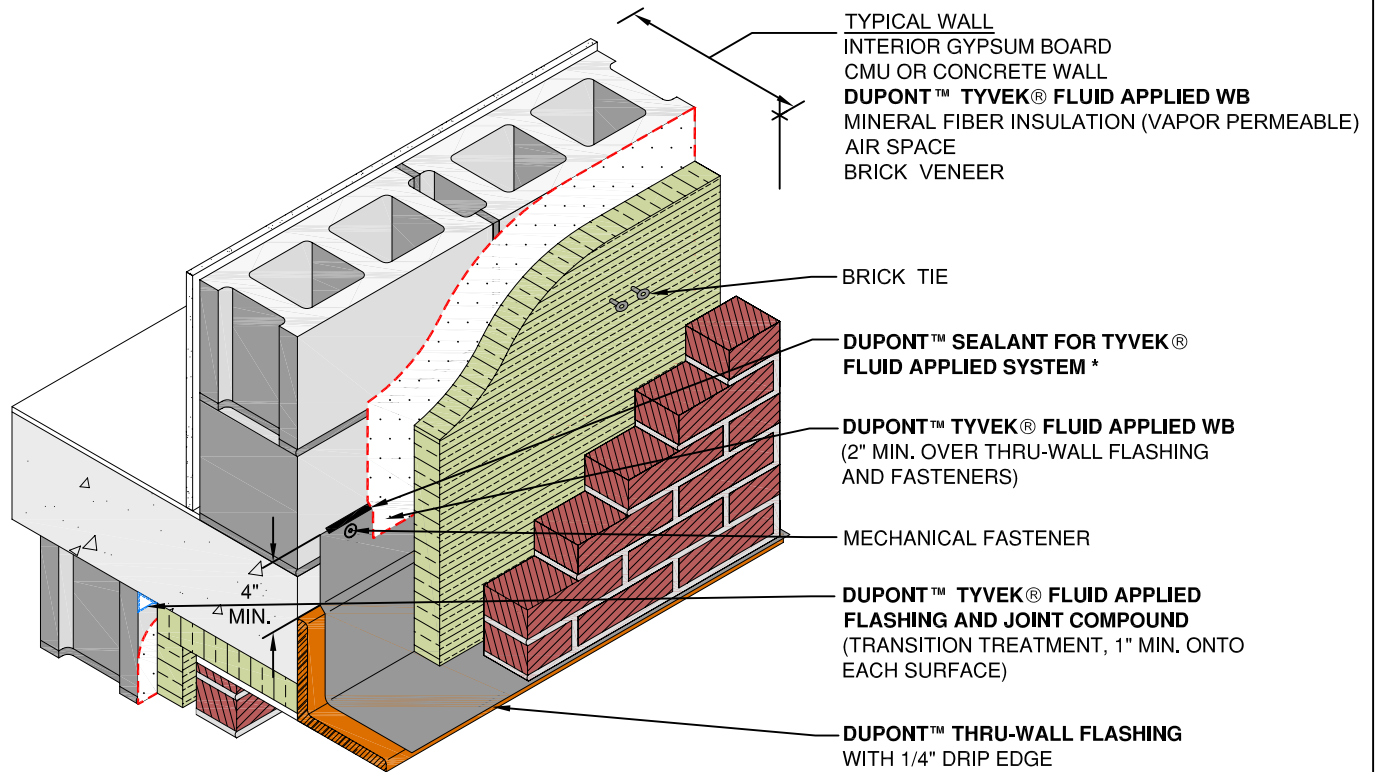 TYPICAL WALL
INTERIOR GYPSUM BOARD
CMU OR CONCRETE WALL
DUPONT™ TYVEK® FLUID APPLIED WB
MINERAL FIBER INSULATION (VAPOR PERMEABLE)
AIR SPACE
BRICK VENEER
BRICK TIE
DUPONT™ SEALANT FOR TYVEK®
FLUID APPLIED SYSTEM *
DUPONT™ TYVEK® FLUID APPLIED WB
(2" MIN. OVER THRU-WALL FLASHING
AND FASTENERS)
MECHANICAL FASTENER
4"
MIN.
DUPONT™ TYVEK® FLUID APPLIED
FLASHING AND JOINT COMPOUND
(TRANSITION TREATMENT, 1" MIN. ONTO
EACH SURFACE)
DUPONT™ THRU-WALL FLASHING
WITH 1/4" DRIP EDGE